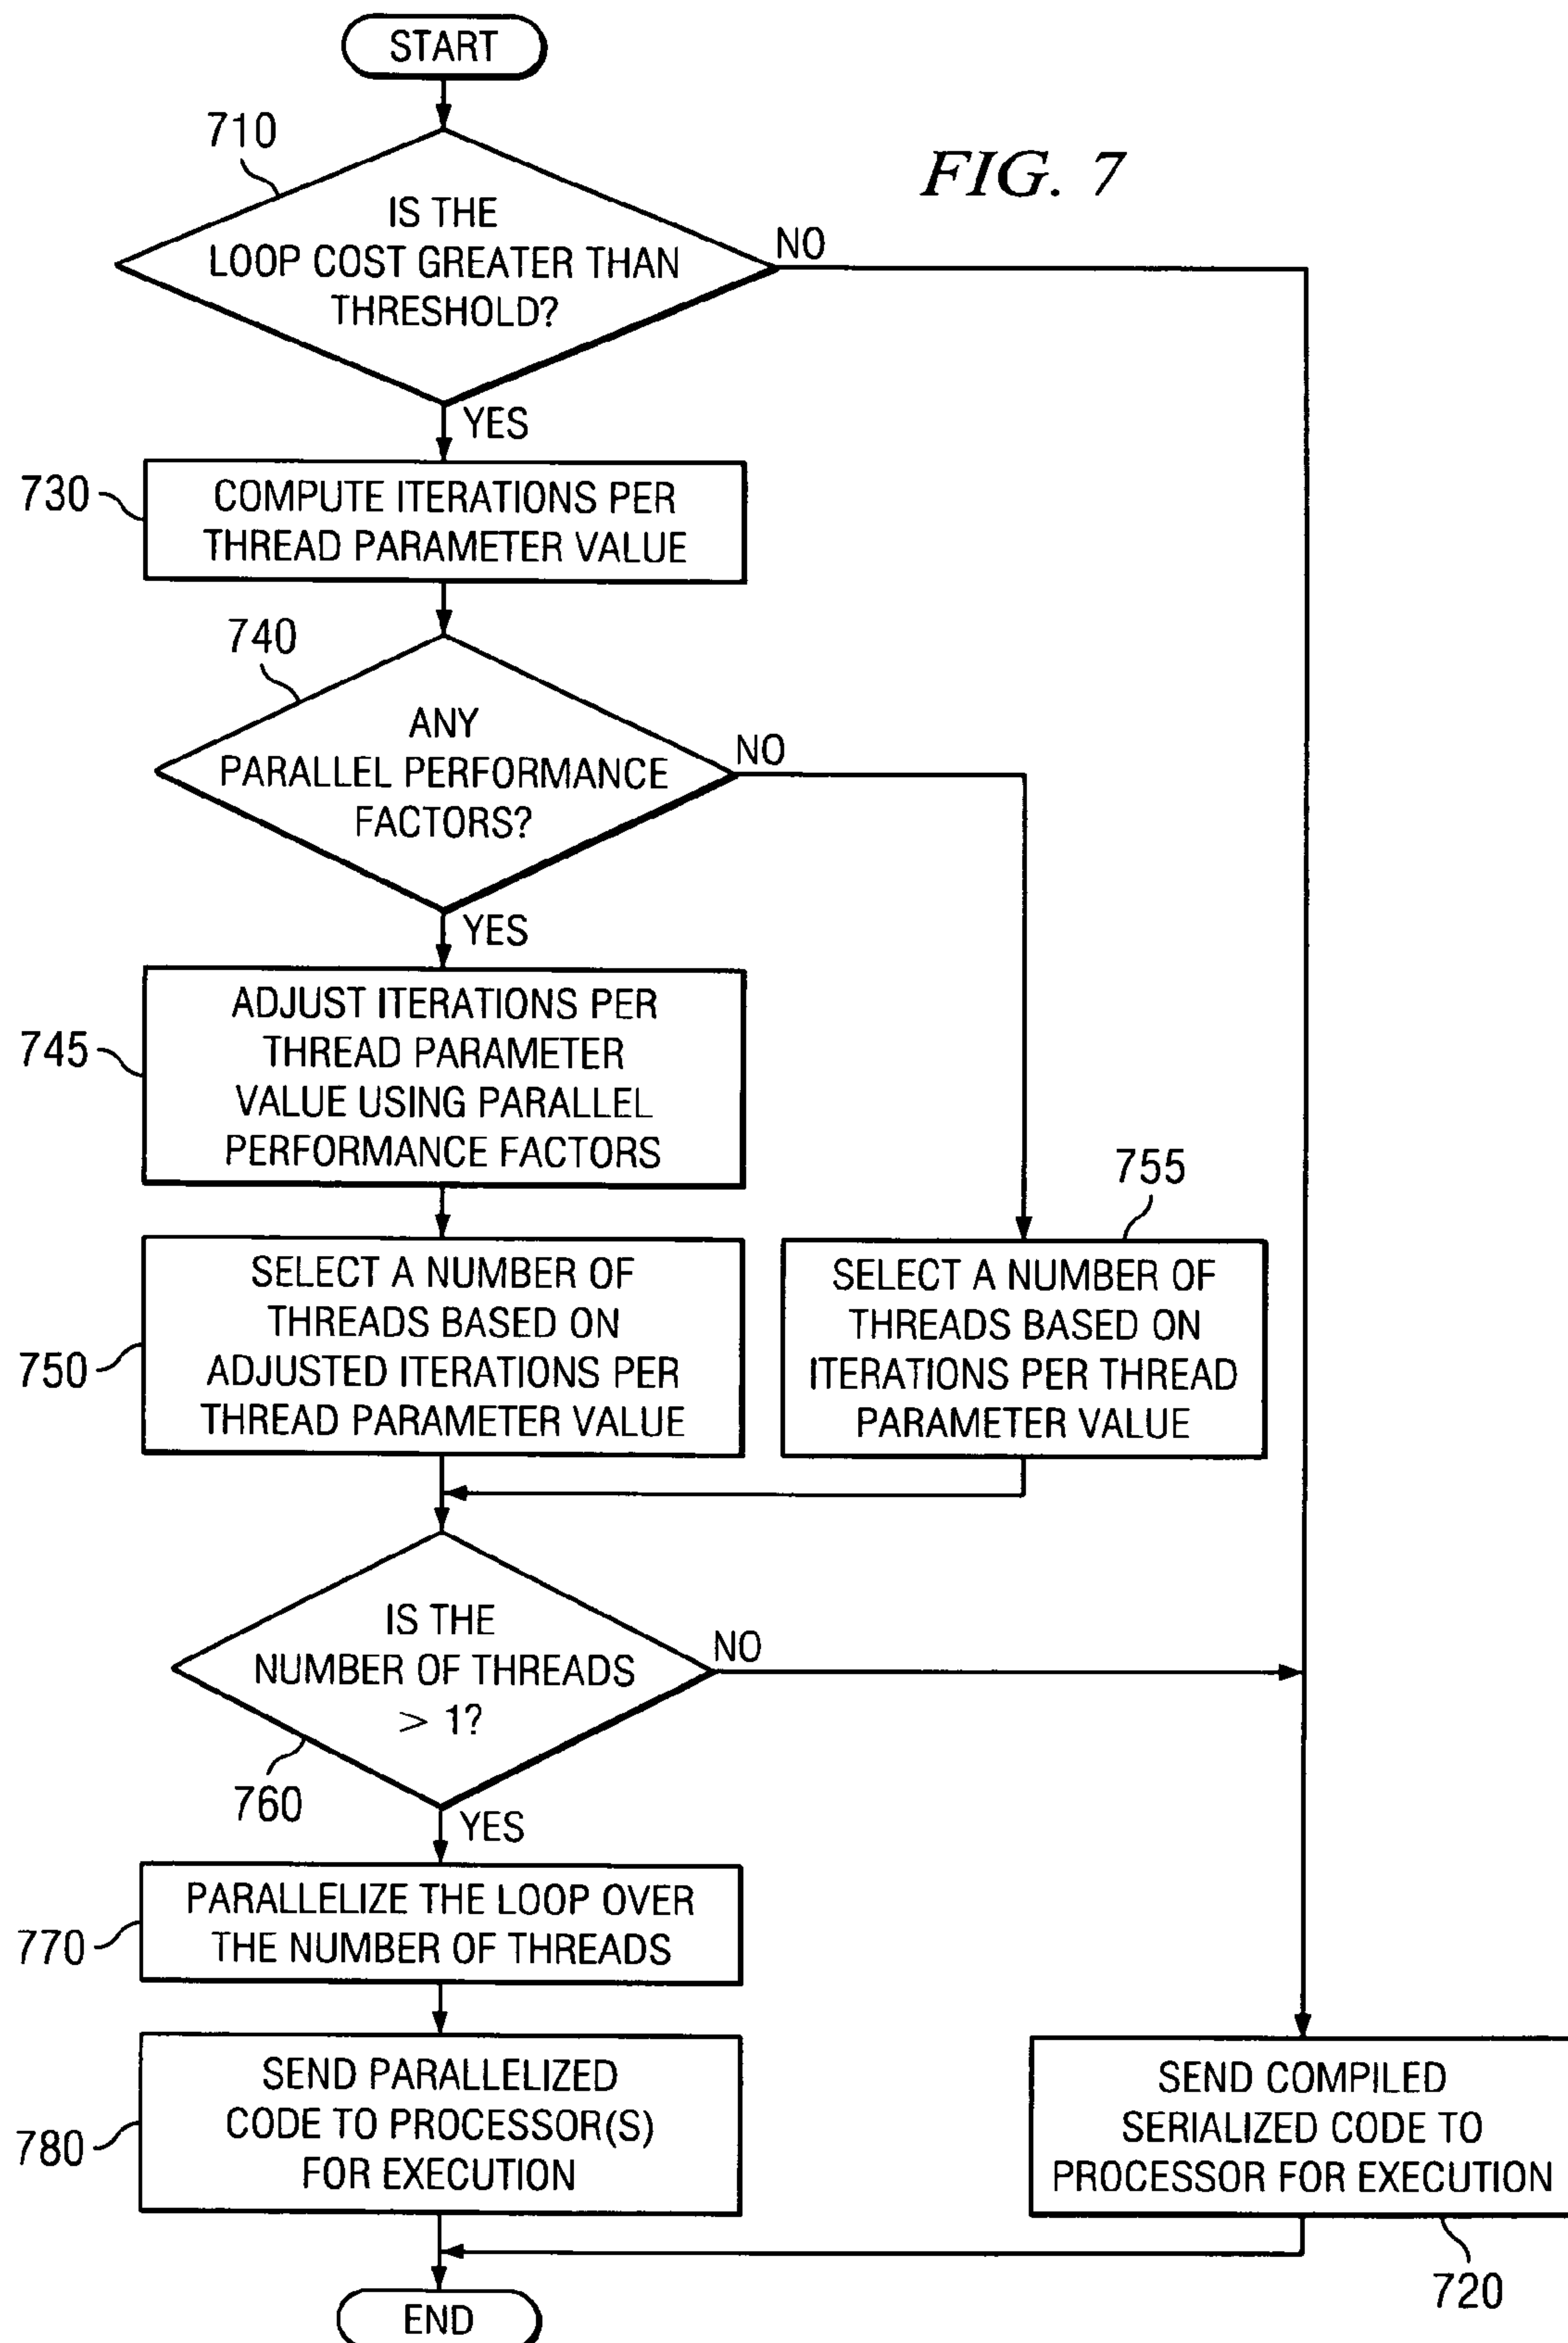 START
710
FIG. 7
IS THE
LOOP COST GREATER THAN
THRESHOLD?
NO
YES
730
COMPUTE ITERATIONS PER
THREAD PARAMETER VALUE
740
ANY
PARALLEL PERFORMANCE
FACTORS?
NO
YES
745
ADJUST ITERATIONS PER
THREAD PARAMETER
VALUE USING PARALLEL
PERFORMANCE FACTORS
755
750
SELECT A NUMBER OF
THREADS BASED ON
ADJUSTED ITERATIONS PER
THREAD PARAMETER VALUE
SELECT A NUMBER OF
THREADS BASED ON
ITERATIONS PER THREAD
PARAMETER VALUE
IS THE
NUMBER OF THREADS
> 1?
NO
760
YES
770
PARALLELIZE THE LOOP OVER
THE NUMBER OF THREADS
780
SEND PARALLELIZED
CODE TO PROCESSOR(S)
FOR EXECUTION
SEND COMPILED
SERIALIZED CODE TO
PROCESSOR FOR EXECUTION
720
END